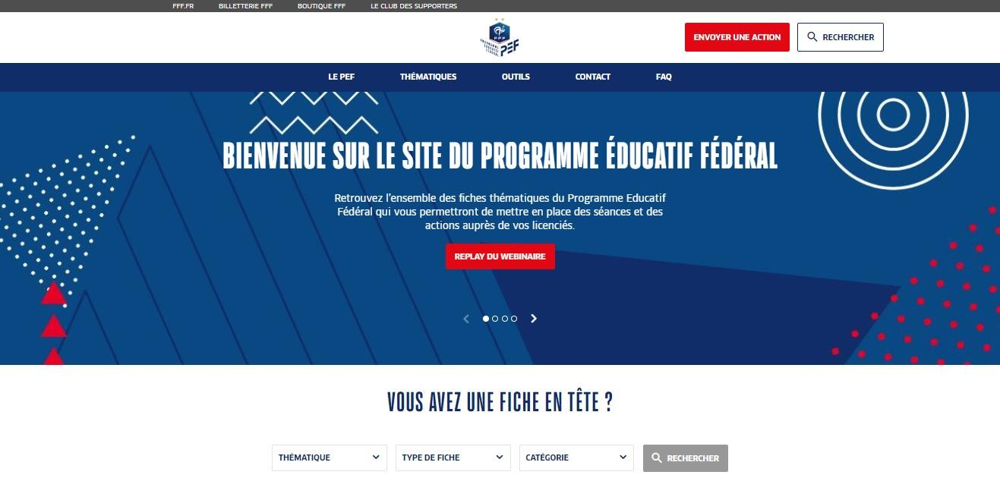 FFF.FR BILLETTERIE FFF BOUTIQUE FFF LE CLUB DES SUPPORTERS
FFF
PEF
ENVOYER UNE ACTION RECHERCHER
LE PEF THÉMATIQUES OUTILS CONTACT FAQ
BIENVENUE SUR LE SITE DU PROGRAMME ÉDUCATIF FÉDÉRAL
Retrouvez l'ensemble des fiches thématiques du Programme Educatif
Fédéral qui vous permettront de mettre en place des séances et des
actions auprès de vos licenciés.
REPLAY DU WEBINAIRE
VOUS AVEZ UNE FICHE EN TÊTE ?
THÉMATIQUE TYPE DE FICHE CATÉGORIE RECHERCHER